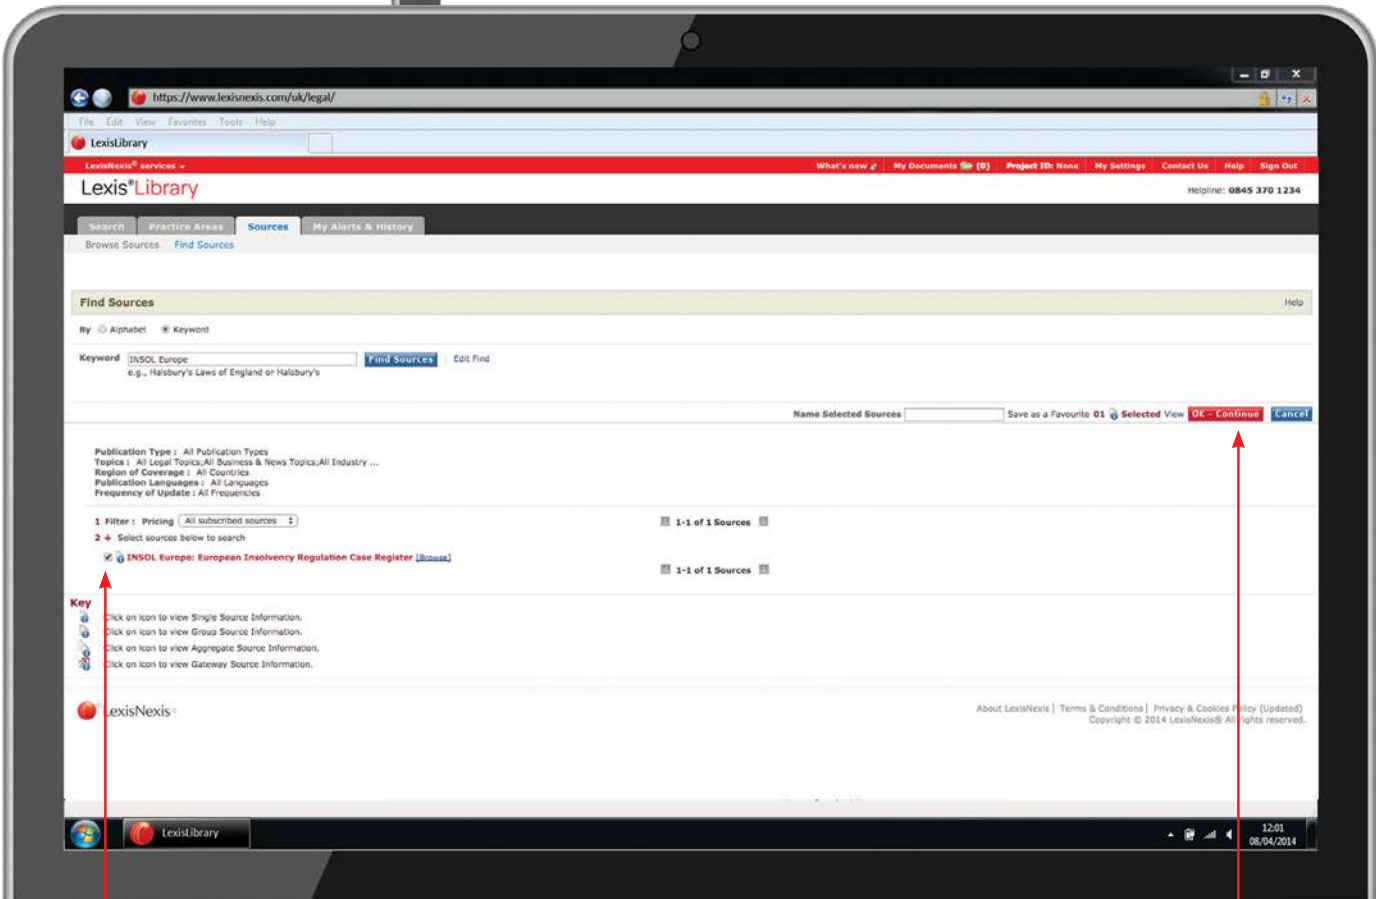 https://www.lexisnexis.com/uk/legal/
File Edit View Favorites Tools Help
LexisLibrary
LexisNexis® services
What's new My Documents (0) Project ID: None My Settings Contact Us Help Sign Out
Lexis®Library
Helpline: 0845 370 1234
Search Practice Areas Sources My Alerts & History
Browse Sources Find Sources
Find Sources Help
By Alphabet Keyword
Keyword INSOL Europe Find Sources Edit Find
e.g., Halsbury's Laws of England or Halsbury's
Name Selected Sources Save as a Favourite 01 Selected View OK - Continue Cancel
Publication Type : All Publication Types
Topics : All Legal Topics;All Business & News Topics;All Industry ...
Region of Coverage : All Countries
Publication Languages : All Languages
Frequency of Update : All Frequencies
1 Filter : Pricing All subscribed sources 1-1 of 1 Sources
2 Select sources below to search
INSOL Europe: European Insolvency Regulation Case Register [Browse]
1-1 of 1 Sources
Key
Click on icon to view Single Source Information.
Click on icon to view Group Source Information.
Click on icon to view Aggregate Source Information.
Click on icon to view Gateway Source Information.
LexisNexis®
About LexisNexis | Terms & Conditions | Privacy & Cookies Policy (Updated)
Copyright © 2014 LexisNexis® All rights reserved.
LexisLibrary
12:01
08/04/2014